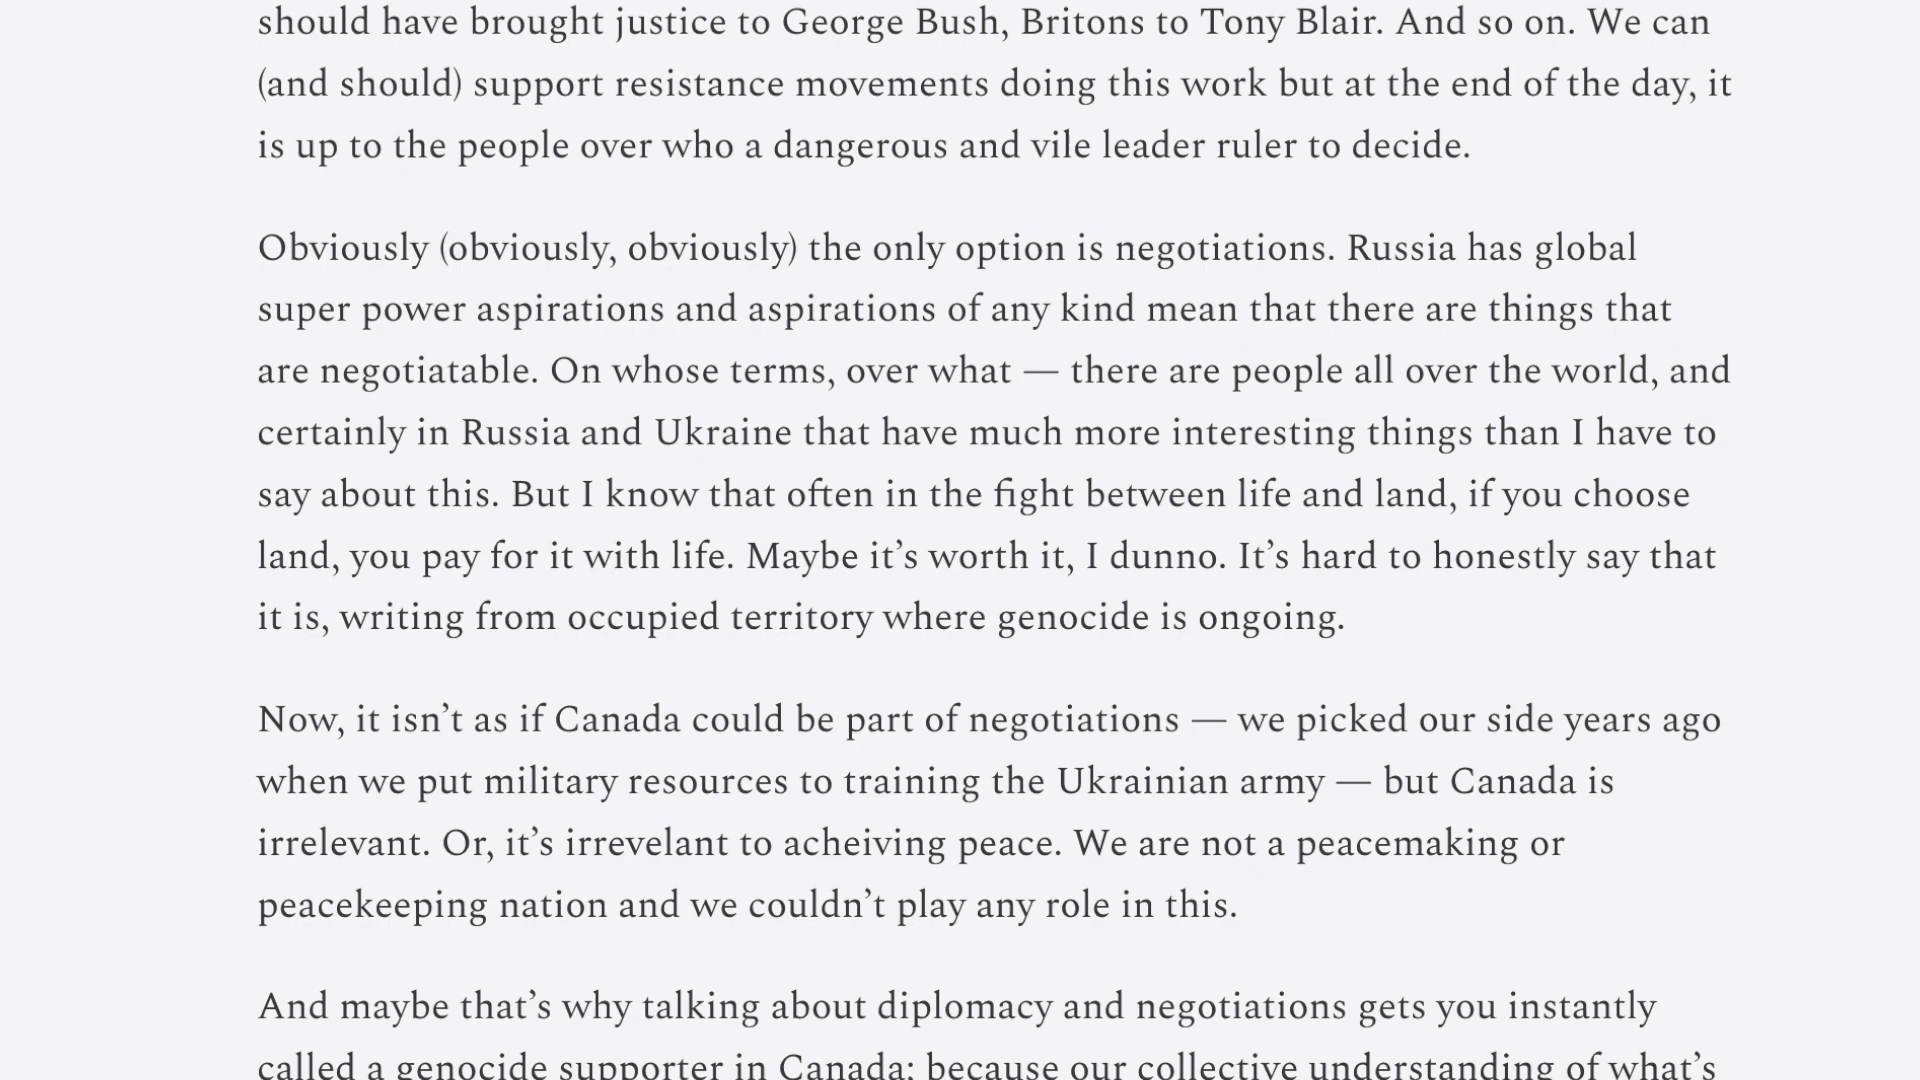 should have brought justice to George Bush, Britons to Tony Blair. And so on. We can
(and should) support resistance movements doing this work but at the end of the day, it
is up to the people over who a dangerous and vile leader ruler to decide.
Obviously (obviously, obviously) the only option is negotiations. Russia has global
super power aspirations and aspirations of any kind mean that there are things that
are negotiatable. On whose terms, over what — there are people all over the world, and
certainly in Russia and Ukraine that have much more interesting things than I have to
say about this. But I know that often in the fight between life and land, if you choose
land, you pay for it with life. Maybe it’s worth it, I dunno. It’s hard to honestly say that
it is, writing from occupied territory where genocide is ongoing.
Now, it isn’t as if Canada could be part of negotiations — we picked our side years ago
when we put military resources to training the Ukrainian army — but Canada is
irrelevant. Or, it’s irrevelant to acheiving peace. We are not a peacemaking or
peacekeeping nation and we couldn’t play any role in this.
And maybe that’s why talking about diplomacy and negotiations gets you instantly
called a genocide supporter in Canada: because our collective understanding of what’s